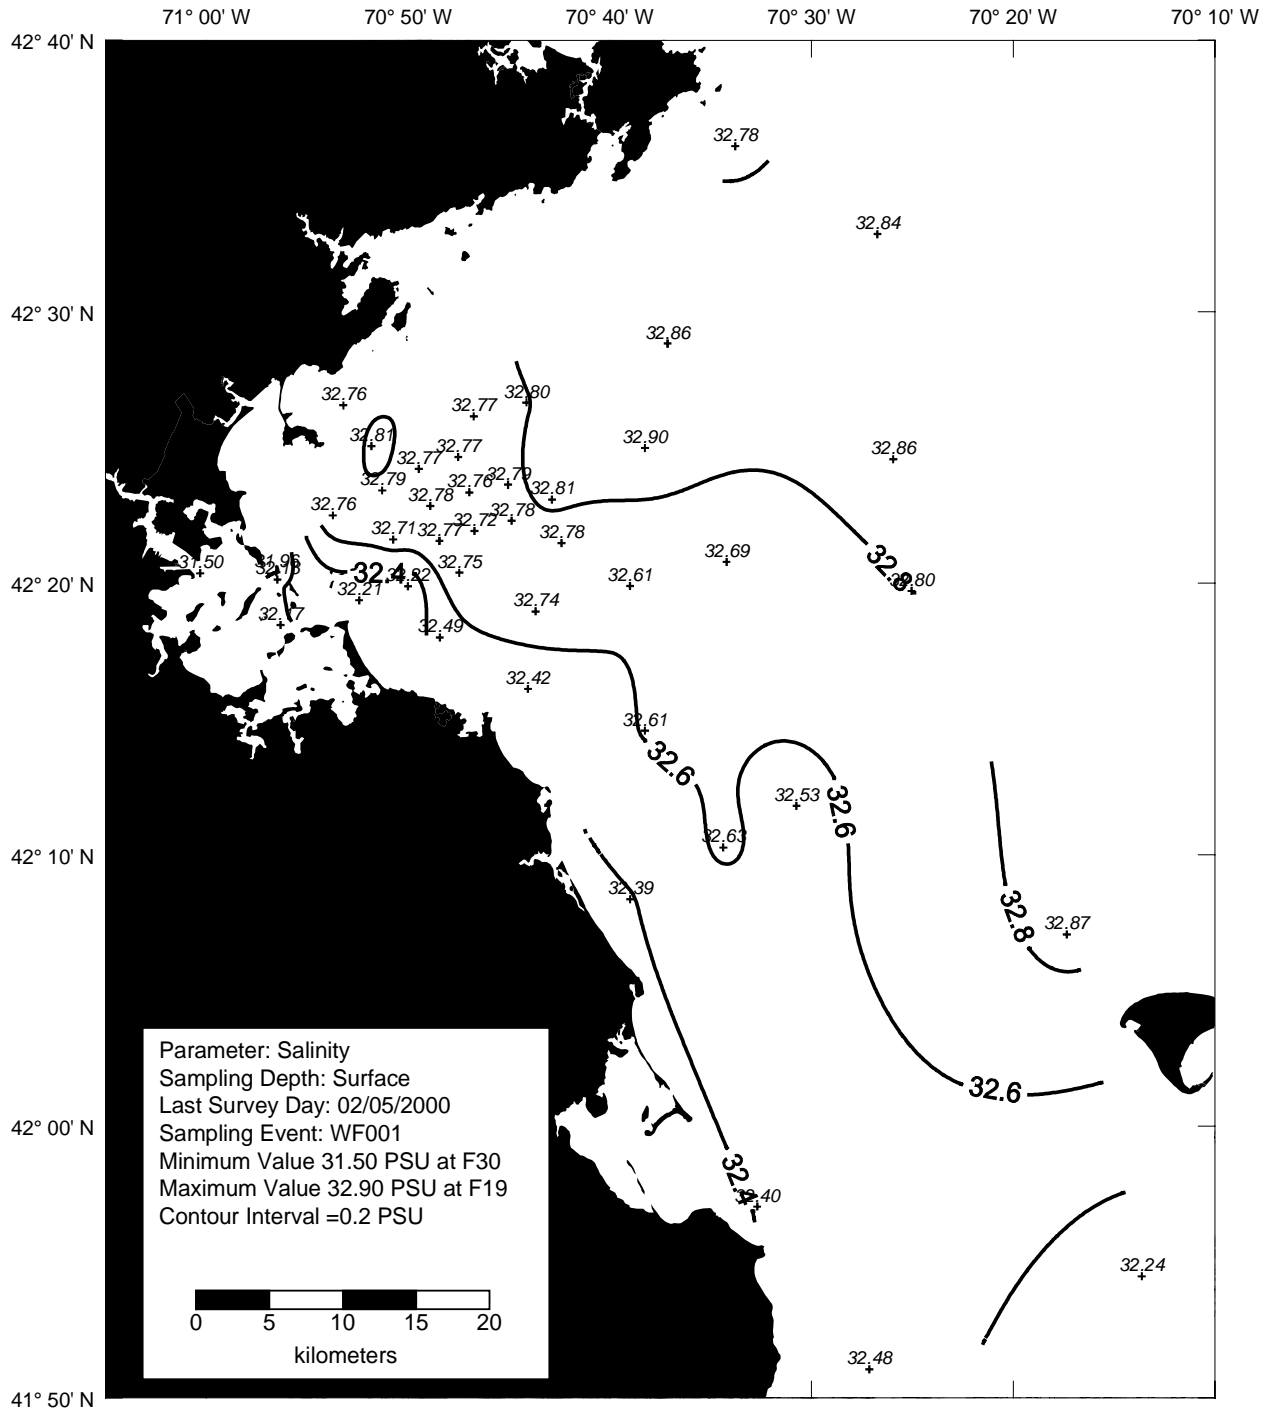 71° 00' W 70° 50' W 70° 40' W 70° 30' W 70° 20' W 70° 10' W
42° 40' N
32.78
32.84
42° 30' N
32.86
32.80
32.76
32.77
32.90
32.81
32.77
32.86
32.77
32.79
32.79
32.76
32.81
32.78
32.76
32.78
32.72
32.71
32.77
32.78
32.69
32.8
31.50
31.96
32.75
32.4
32.61
32.80
42° 20' N
32.21
32.74
32.49
32.42
32.61
32.6
32.53
32.6
32.63
42° 10' N
32.39
32.8
32.87
32.6
42° 00' N
32.4
32.40
32.24
32.48
41° 50' N
Parameter: Salinity
Sampling Depth: Surface
Last Survey Day: 02/05/2000
Sampling Event: WF001
Minimum Value 31.50 PSU at F30
Maximum Value 32.90 PSU at F19
Contour Interval =0.2 PSU
0 5 10 15 20
kilometers